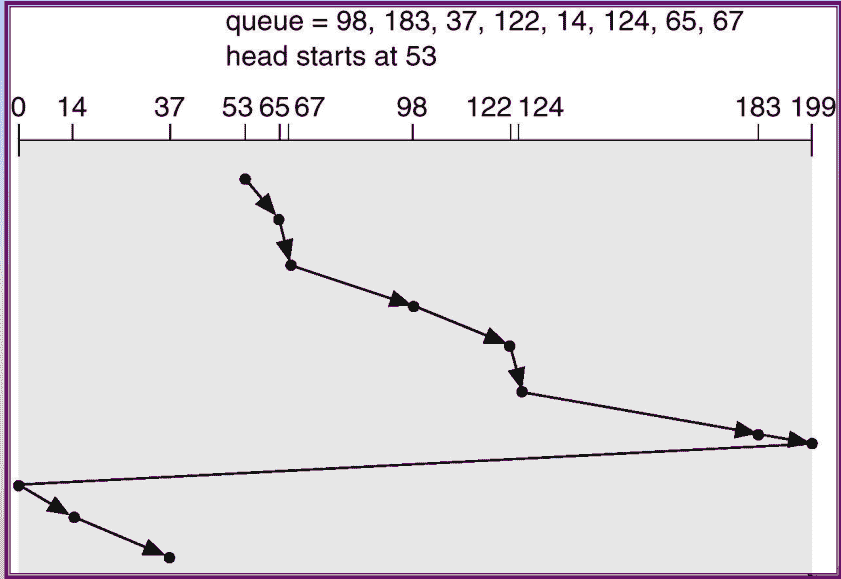 queue = 98, 183, 37, 122, 14, 124, 65, 67
head starts at 53
0 14 37 53 65 67 98 122 124 183 199